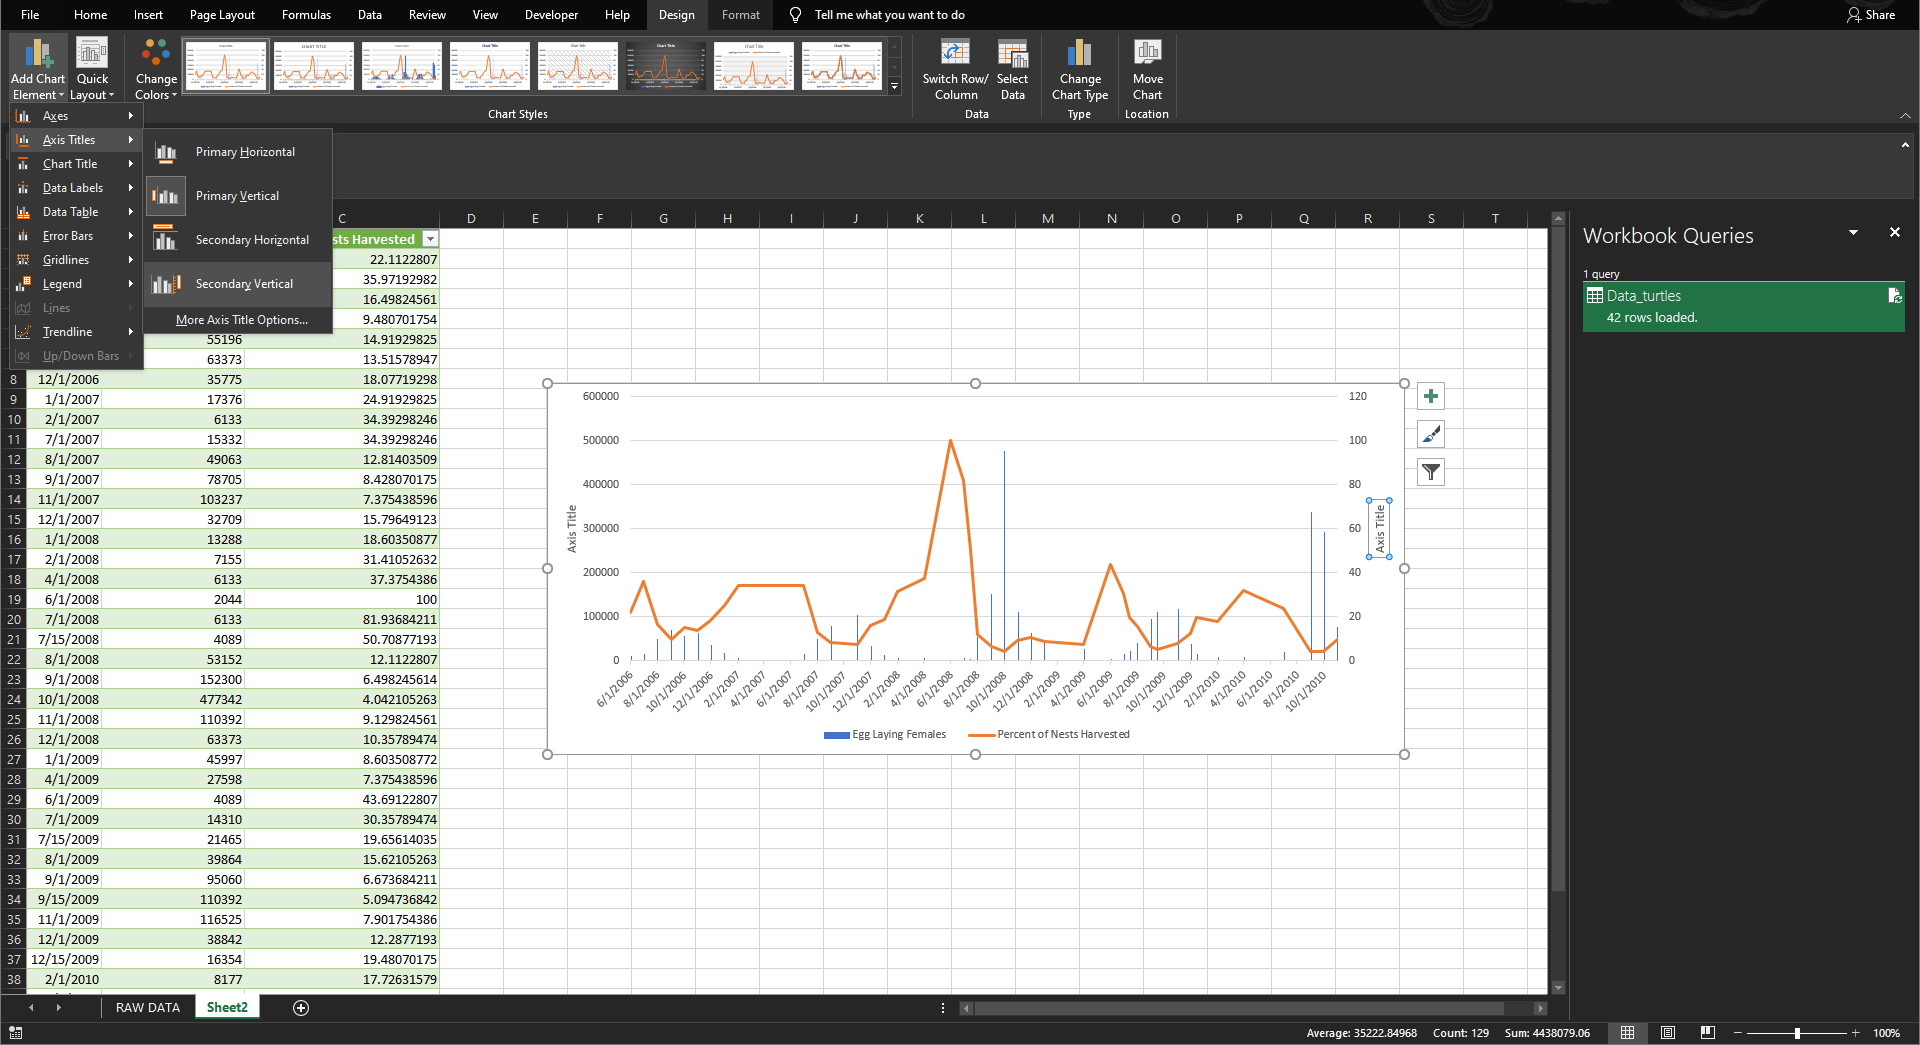 File Home Insert Page Layout Formulas Data Review View Developer Help Design Format Tell me what you want to do Share
Add Chart Element Quick Layout Change Colors Switch Row/ Column Select Data Change Chart Type Move Chart
Chart Styles Data Type Location
Axes
Axis Titles
Chart Title
Data Labels
Data Table
Error Bars
Gridlines
Legend
Lines
Trendline
Up/Down Bars
Primary Horizontal
Primary Vertical
Secondary Horizontal
Secondary Vertical
More Axis Title Options...
C D E F G H I J K L M N O P Q R S T
sts Harvested
22.1122807
35.97192982
16.49824561
9.480701754
55196 14.91929825
63373 13.51578947
8 12/1/2006 35775 18.07719298
9 1/1/2007 17376 24.91929825
10 2/1/2007 6133 34.39298246
11 7/1/2007 15332 34.39298246
12 8/1/2007 49063 12.81403509
13 9/1/2007 78705 8.428070175
14 11/1/2007 103237 7.375438596
15 12/1/2007 32709 15.79649123
16 1/1/2008 13288 18.60350877
17 2/1/2008 7155 31.41052632
18 4/1/2008 6133 37.3754386
19 6/1/2008 2044 100
20 7/1/2008 6133 81.93684211
21 7/15/2008 4089 50.70877193
22 8/1/2008 53152 12.1122807
23 9/1/2008 152300 6.498245614
24 10/1/2008 477342 4.042105263
25 11/1/2008 110392 9.129824561
26 12/1/2008 63373 10.35789474
27 1/1/2009 45997 8.603508772
28 4/1/2009 27598 7.375438596
29 6/1/2009 4089 43.69122807
30 7/1/2009 14310 30.35789474
31 7/15/2009 21465 19.65614035
32 8/1/2009 39864 15.62105263
33 9/1/2009 95060 6.673684211
34 9/15/2009 110392 5.094736842
35 11/1/2009 116525 7.901754386
36 12/1/2009 38842 12.2877193
37 12/15/2009 16354 19.48070175
38 2/1/2010 8177 17.72631579
600000 120
500000 100
400000 80
300000 60
200000 40
100000 20
0 0
Axis Title
Axis Title
6/1/2006 8/1/2006 10/1/2006 12/1/2006 2/1/2007 4/1/2007 6/1/2007 8/1/2007 10/1/2007 12/1/2007 2/1/2008 4/1/2008 6/1/2008 8/1/2008 10/1/2008 12/1/2008 2/1/2009 4/1/2009 6/1/2009 8/1/2009 10/1/2009 12/1/2009 2/1/2010 4/1/2010 6/1/2010 8/1/2010 10/1/2010
Egg Laying Females Percent of Nests Harvested
Workbook Queries
1 query
Data_turtles
42 rows loaded.
RAW DATA Sheet2
Average: 35222.84968 Count: 129 Sum: 4438079.06 100%